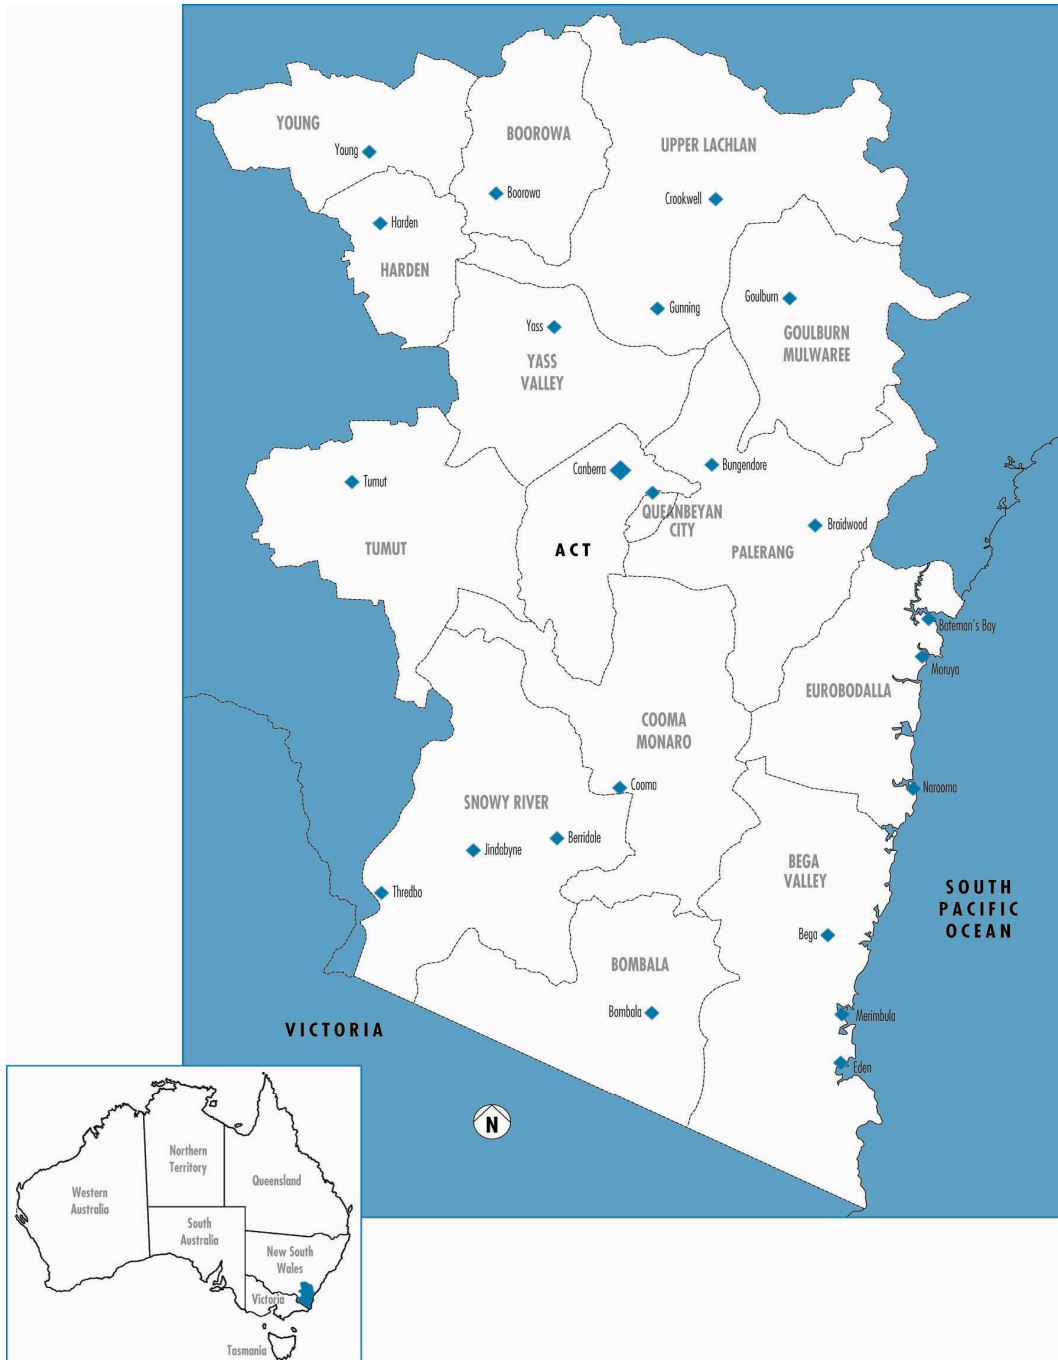 YOUNG
Young
BOOROWA
Boorowa
UPPER LACHLAN
Crookwell
Harden
HARDEN
Gunning
Goulburn
GOULBURN
MULWAREE
Yass
YASS
VALLEY
Canberra
Bungendore
Tumut
TUMUT
QUEANBEYAN
CITY
Braidwood
PALERANG
ACT
Bateman's Bay
Moruya
EUROBODALLA
COOMA
MONARO
Cooma
Narooma
SNOWY RIVER
Berridale
Jindabyne
Thredbo
BEGA
VALLEY
Bega
SOUTH
PACIFIC
OCEAN
BOMBALA
Bombala
Merimbula
Eden
VICTORIA
N
Northern
Territory
Western
Australia
Queensland
South
Australia
New South
Wales
Victoria
Tasmania